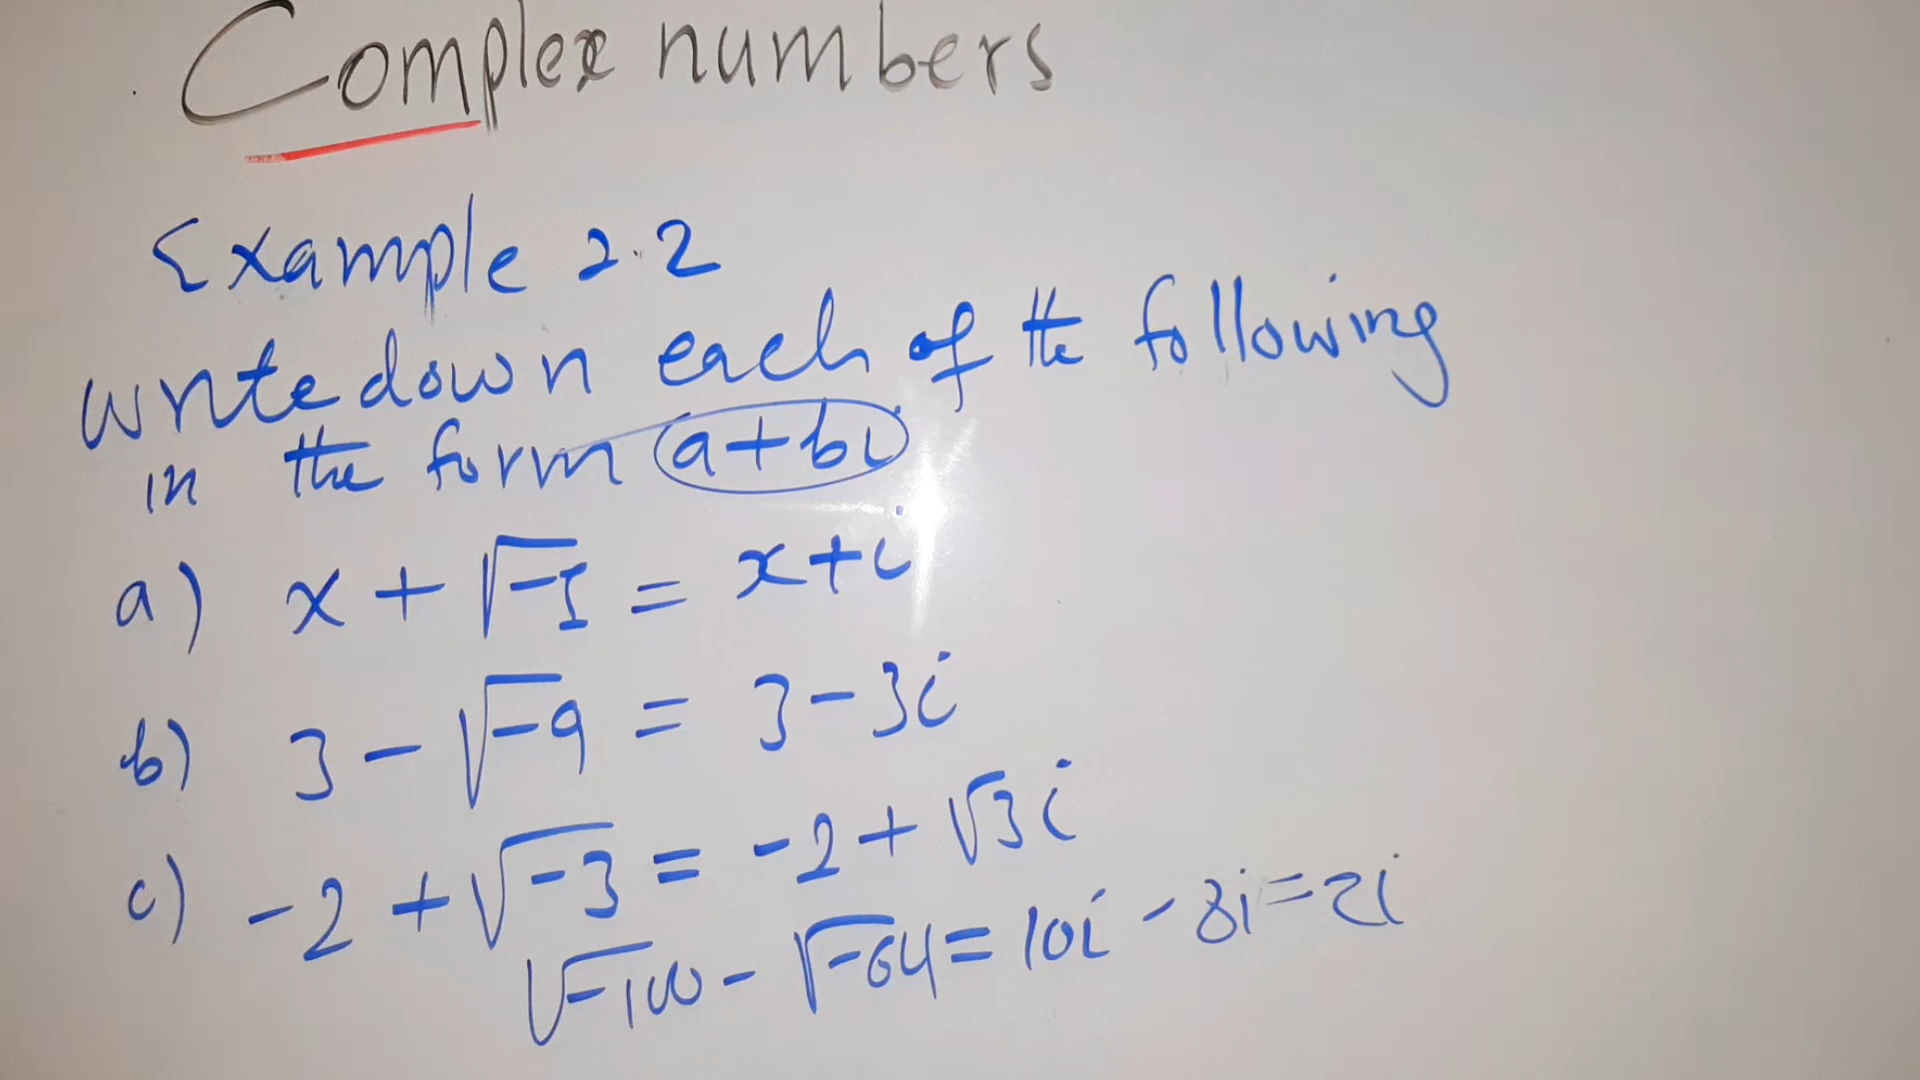 Complex numbers
Example 2.2
write down each of the following
in the form a+bi
a) x + √-1 = x+i
b) 3 - √-9 = 3-3i
c) -2 + √-3 = -2 + √3 i
√-100 - √-64 = 10i - 8i = 2i